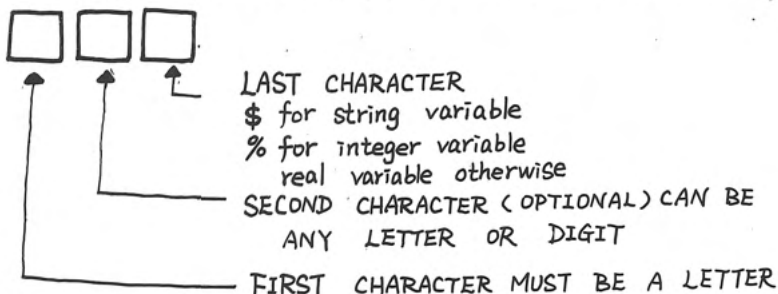 LAST CHARACTER
$ for string variable
% for integer variable
real variable otherwise
SECOND CHARACTER (OPTIONAL) CAN BE
ANY LETTER OR DIGIT
FIRST CHARACTER MUST BE A LETTER